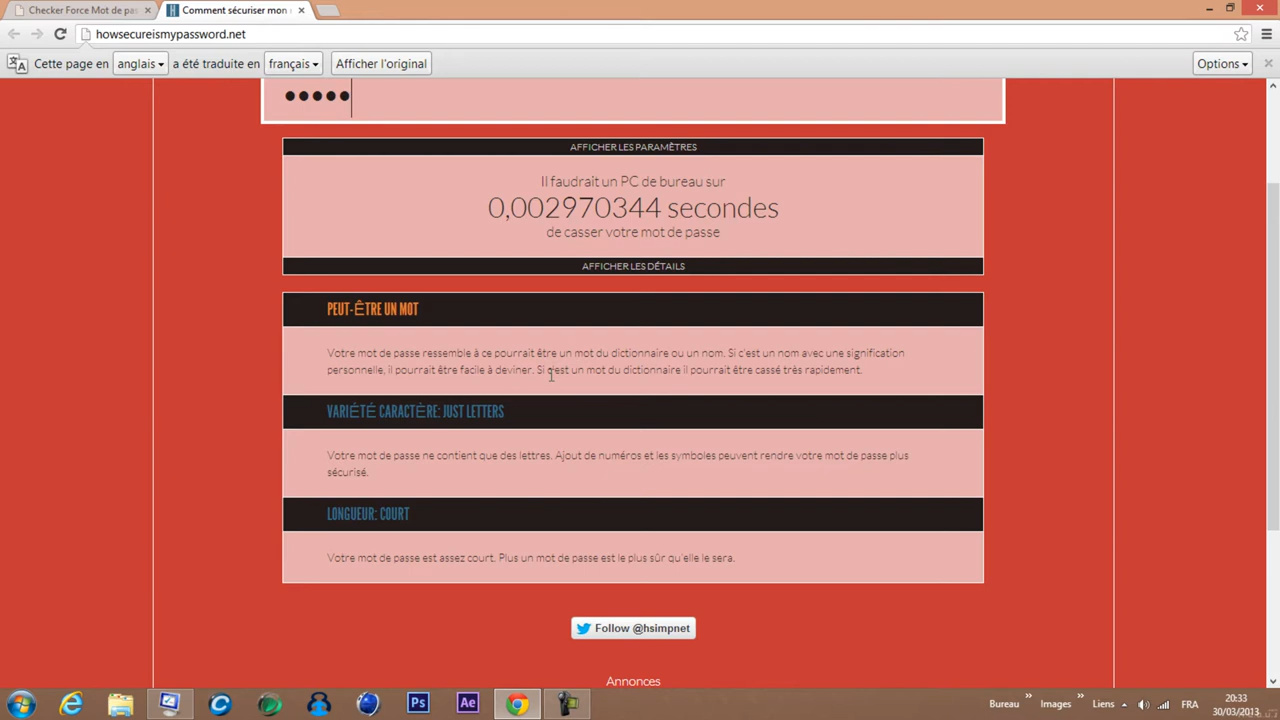 Checker Force Mot de pas
Comment sécuriser mon
howsecureismypassword.net
Cette page en anglais a été traduite en français Afficher l'original Options
●●●●●
AFFICHER LES PARAMÈTRES
Il faudrait un PC de bureau sur
0,002970344 secondes
de casser votre mot de passe
AFFICHER LES DÉTAILS
PEUT-ÊTRE UN MOT
Votre mot de passe ressemble à ce pourrait être un mot du dictionnaire ou un nom. Si c'est un nom avec une signification
personnelle, il pourrait être facile à deviner. Si c'est un mot du dictionnaire il pourrait être cassé très rapidement.
VARIÉTÉ CARACTÈRE: JUST LETTERS
Votre mot de passe ne contient que des lettres. Ajout de numéros et les symboles peuvent rendre votre mot de passe plus
sécurisé.
LONGUEUR: COURT
Votre mot de passe est assez court. Plus un mot de passe est le plus sûr qu'elle le sera.
Follow @hsimpnet
Annonces
Ps Ae Bureau Images Liens FRA
20:33
30/03/2013